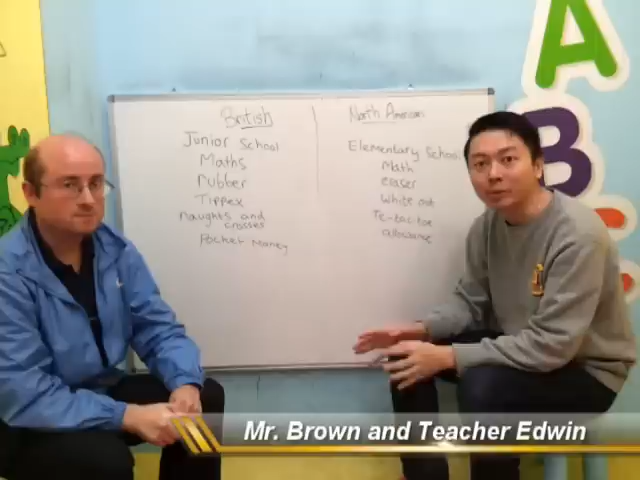 A
B
British
North American
Junior School
Elementary School
Maths
Math
rubber
eraser
Tippex
White out
naughts and
crosses
Tic-tac-toe
Pocket Money
allowance
Mr. Brown and Teacher Edwin